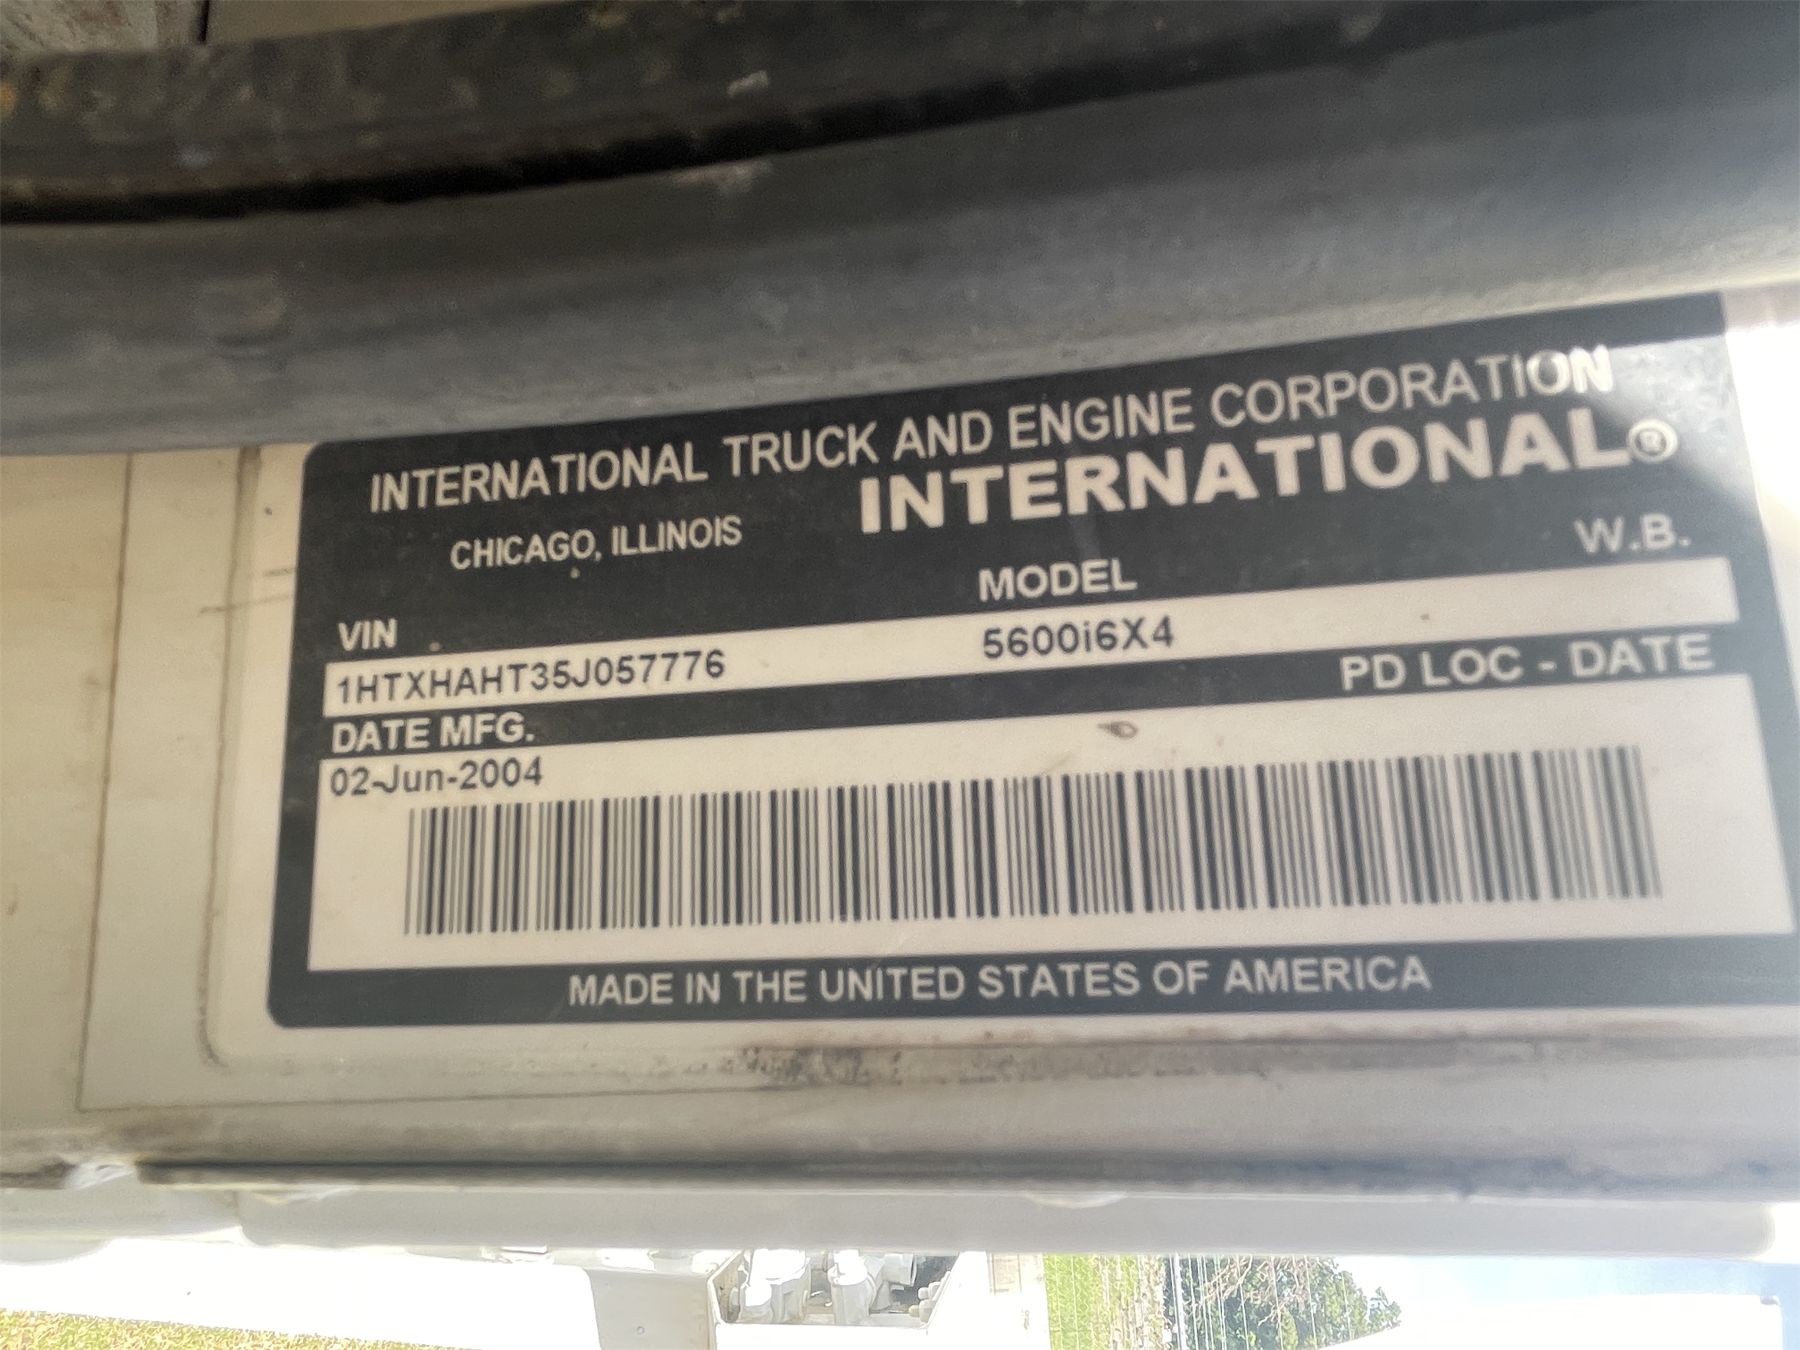 INTERNATIONAL TRUCK AND ENGINE CORPORATION
CHICAGO, ILLINOIS
INTERNATIONAL®
VIN
MODEL
W.B.
1HTXHAHT35J057776
5600i6X4
DATE MFG.
PD LOC - DATE
02-Jun-2004
MADE IN THE UNITED STATES OF AMERICA